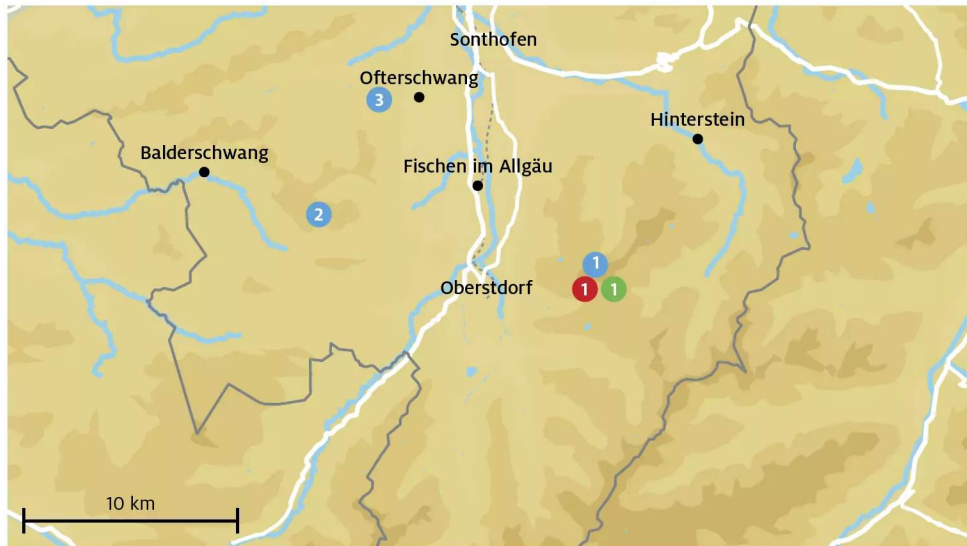 Sonthofen
Ofterschwang
3
Hinterstein
Balderschwang
Fischen im Allgäu
2
1
Oberstdorf
1
1
10 km